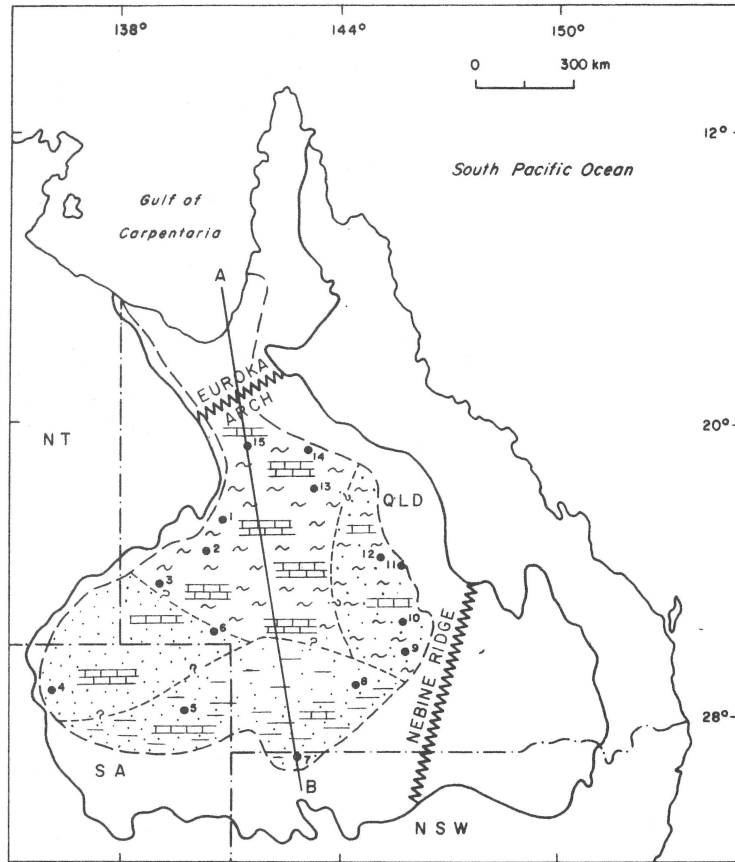 138°
144°
150°
0 300 km
12°
South Pacific Ocean
Gulf of
Carpentaria
A
EUROKA
ARCH
20°
NT
15
14
13
QLD
1
2
12
11
3
10
6
?
9
NEBINE RIDGE
?
4
5
8
?
28°
7
SA
B
NSW